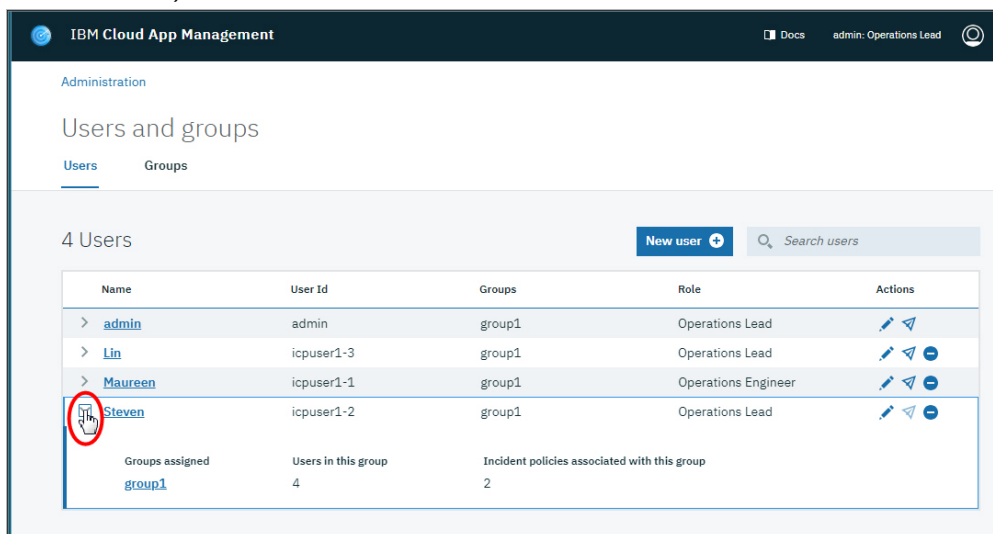 IBM Cloud App Management Docs admin: Operations Lead
Administration
Users and groups
Users Groups
4 Users New user Search users
Name User Id Groups Role Actions
admin admin group1 Operations Lead
Lin icpuser1-3 group1 Operations Lead
Maureen icpuser1-1 group1 Operations Engineer
Steven icpuser1-2 group1 Operations Lead
Groups assigned Users in this group Incident policies associated with this group
group1 4 2